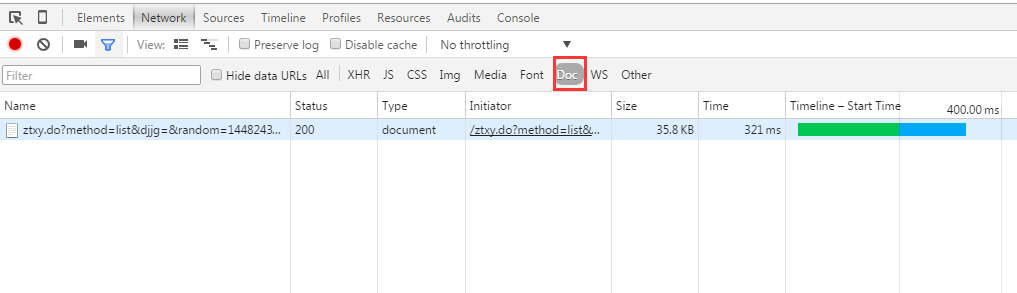 Elements Network Sources Timeline Profiles Resources Audits Console
View: Preserve log Disable cache No throttling ▼
Filter Hide data URLs All XHR JS CSS Img Media Font Doc WS Other
Name Status Type Initiator Size Time Timeline – Start Time 400.00 ms
ztxy.do?method=list&djjg=&random=1448243... 200 document /ztxy.do?method=list&... 35.8 KB 321 ms